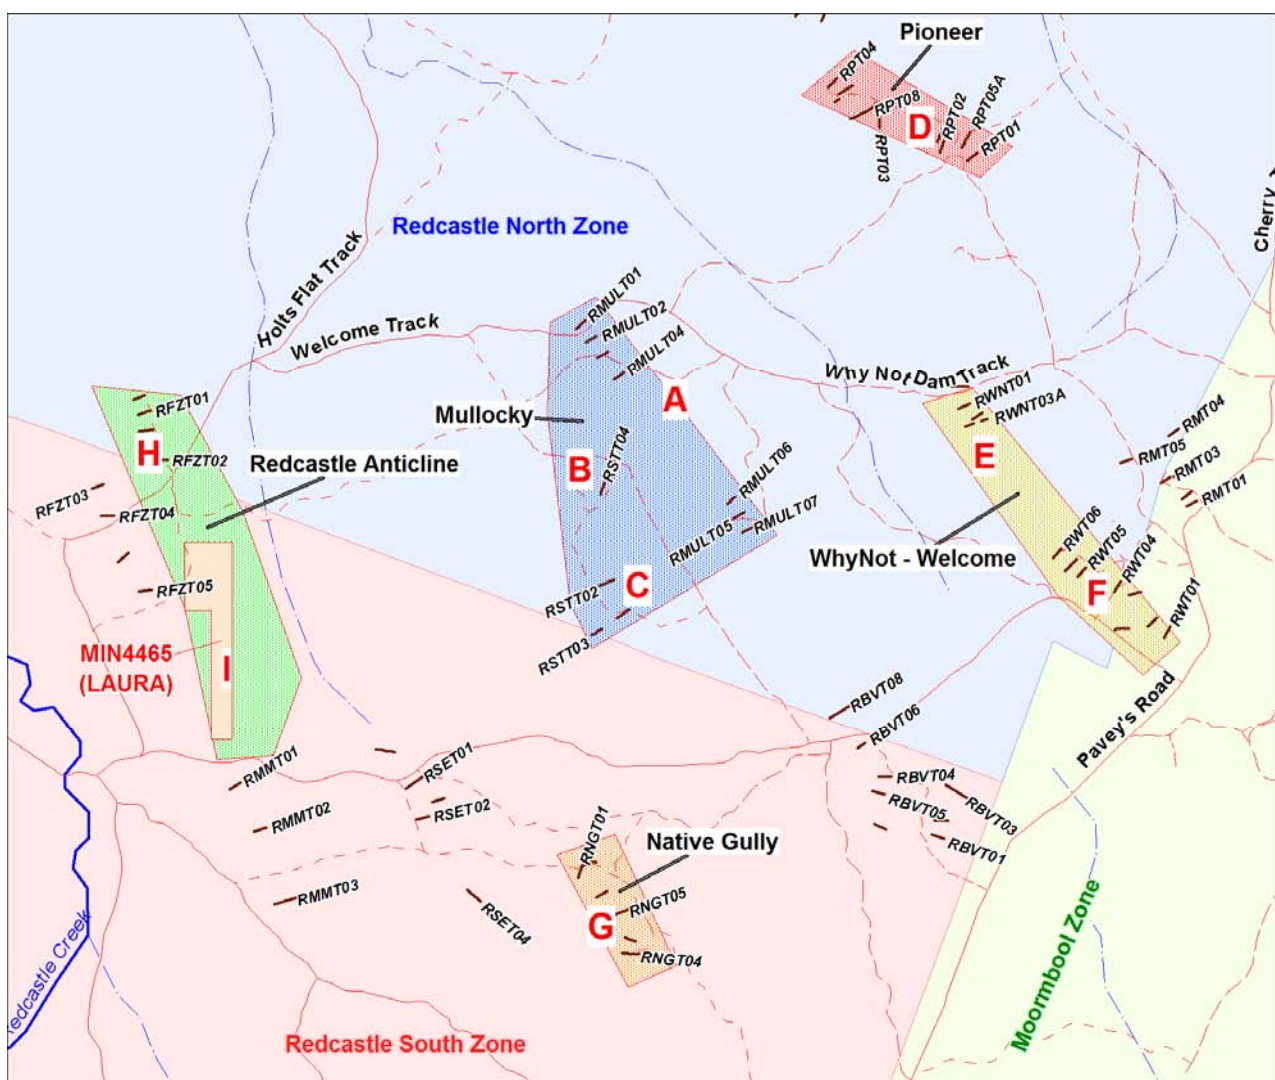 Pioneer
RPT04
RPT08
D
RPT02
RPT05A
RPT01
RPT03
Redcastle North Zone
Cherry
Holts Flat Track
Welcome Track
RMULT01
RMULT02
RMULT04
Why Not Dam Track
A
Mullocky
B
RSTT04
RMULT06
RMULT05
RMULT07
RSTT02
C
RSTT03
RWNT01
RWNT03A
E
RMT04
RMT05
RMT03
RMT01
WhyNot - Welcome
RWT06
RWT05
RWT04
F
RWT01
RFZT01
H
RFZT02
Redcastle Anticline
RFZT03
RFZT04
RFZT05
MIN4465
(LAURA)
I
RBVT08
RBVT06
Pavey's Road
RMMT01
RSET01
RMMT02
RSET02
RBVT04
RBVT05
RBVT03
RBVT01
RNGT01
Native Gully
RMMT03
RSET04
RNGT05
G
RNGT04
Redcastle Creek
Redcastle South Zone
Moormbool Zone